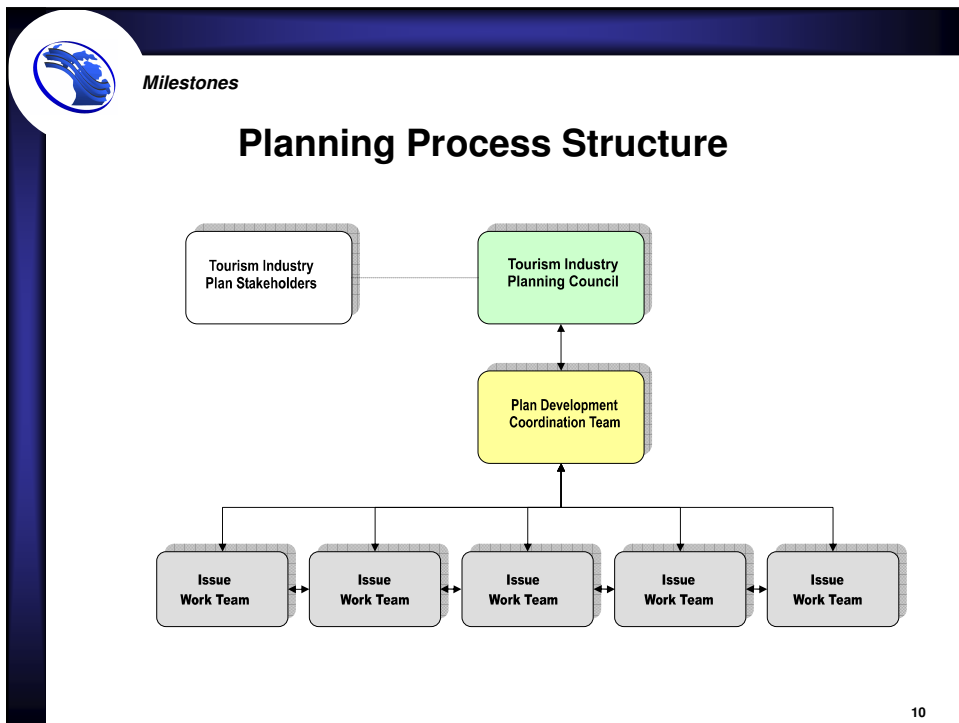 Milestones
Planning Process Structure
Tourism Industry
Plan Stakeholders
Tourism Industry
Planning Council
Plan Development
Coordination Team
Issue
Work Team
Issue
Work Team
Issue
Work Team
Issue
Work Team
Issue
Work Team
10